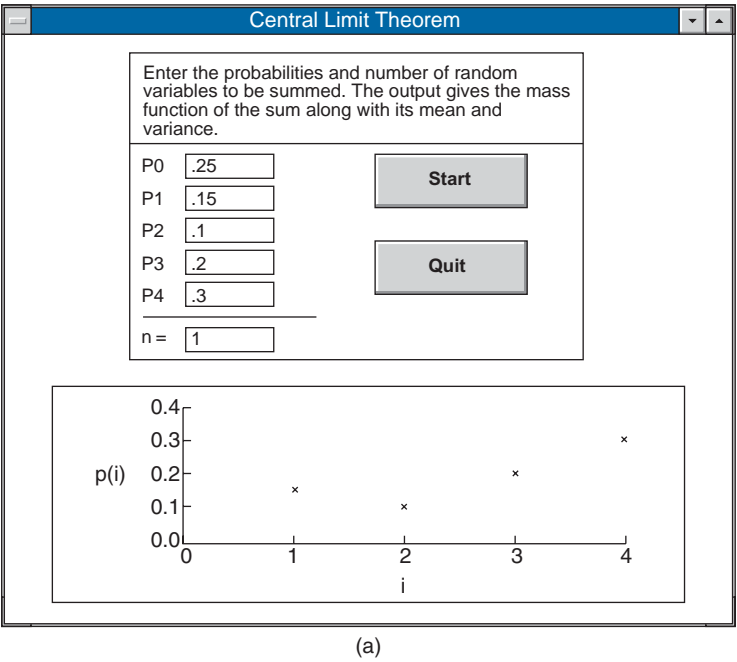 Central Limit Theorem
Enter the probabilities and number of random
variables to be summed. The output gives the mass
function of the sum along with its mean and
variance.
P0 .25
P1 .15
P2 .1
P3 .2
P4 .3
n = 1
Start
Quit
0.4
0.3
p(i) 0.2
0.1
0.0
0 1 2 3 4
i
(a)